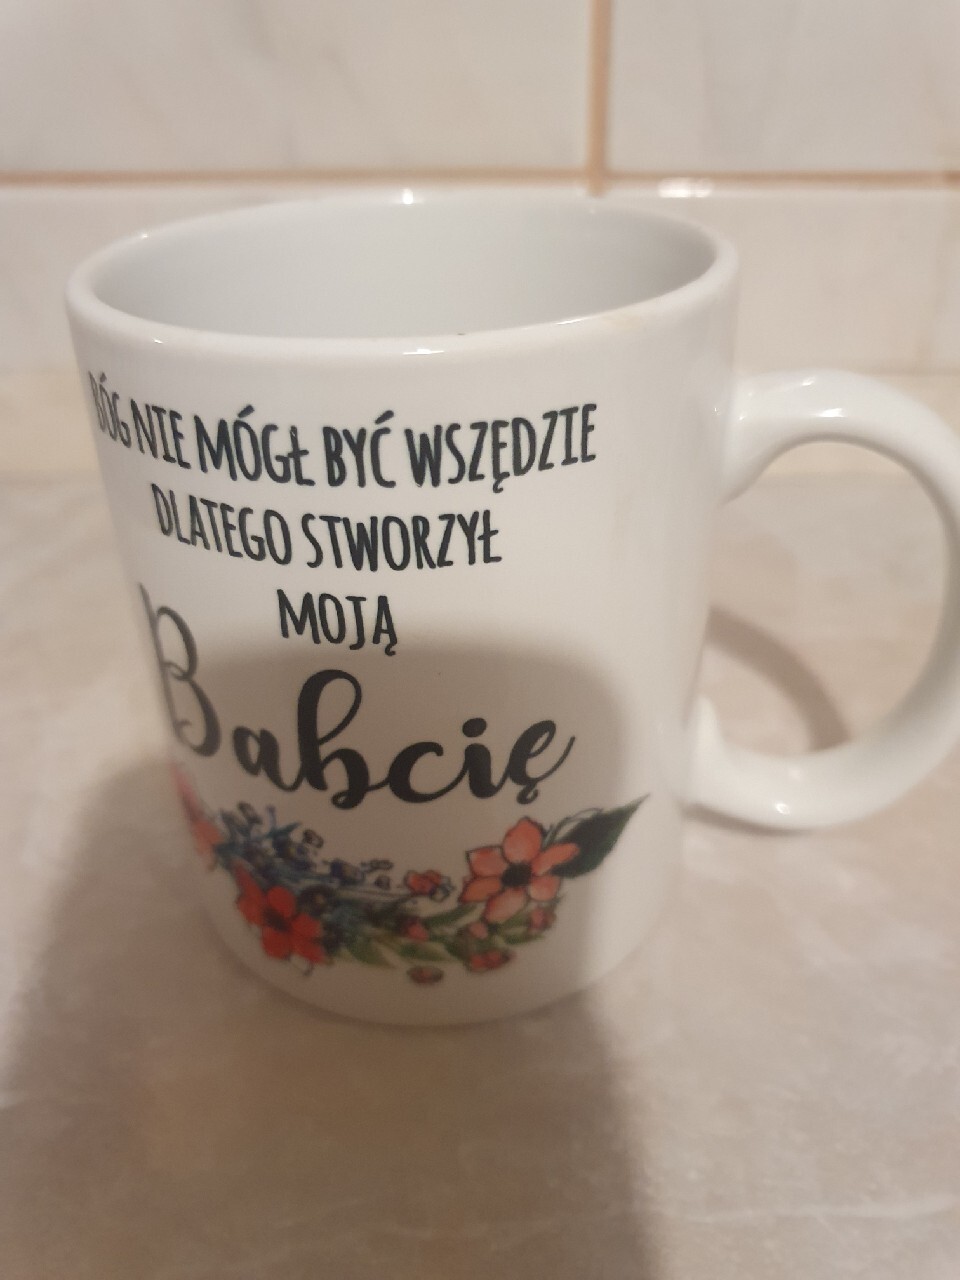 BÓG NIE MÓGŁ BYĆ WSZĘDZIE
DLATEGO STWORZYŁ
MOJĄ
Babcię